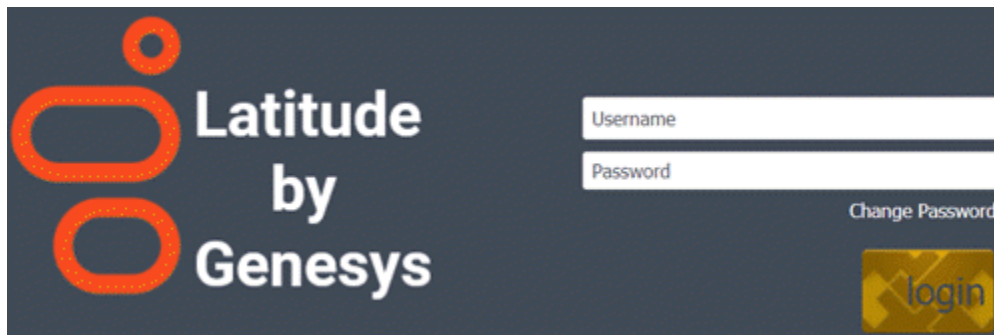 Latitude
by
Genesys
Username
Password
Change Password
login